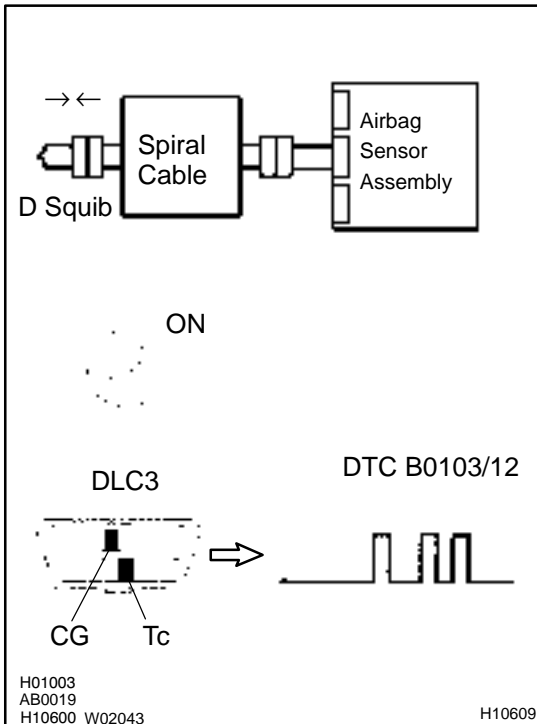 Airbag
Sensor
Assembly
Spiral
Cable
D Squib
ON
DLC3
DTC B0103/12
CG
Tc
H01003
AB0019
H10600 W02043
H10609